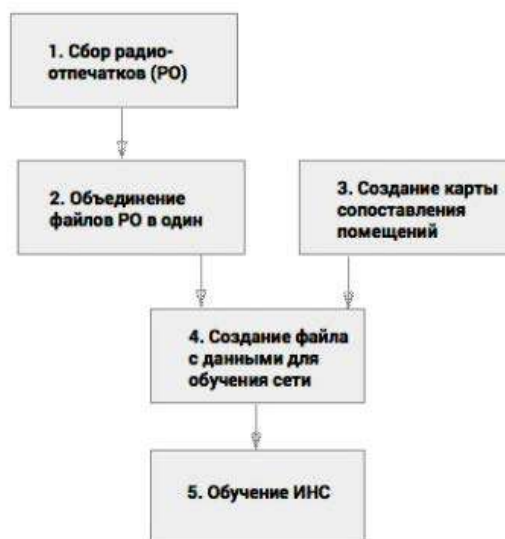 1. Сбор радио-
отпечатков (РО)
2. Объединение
файлов РО в один
3. Создание карты
сопоставления
помещений
4. Создание файла
с данными для
обучения сети
5. Обучение ИНС